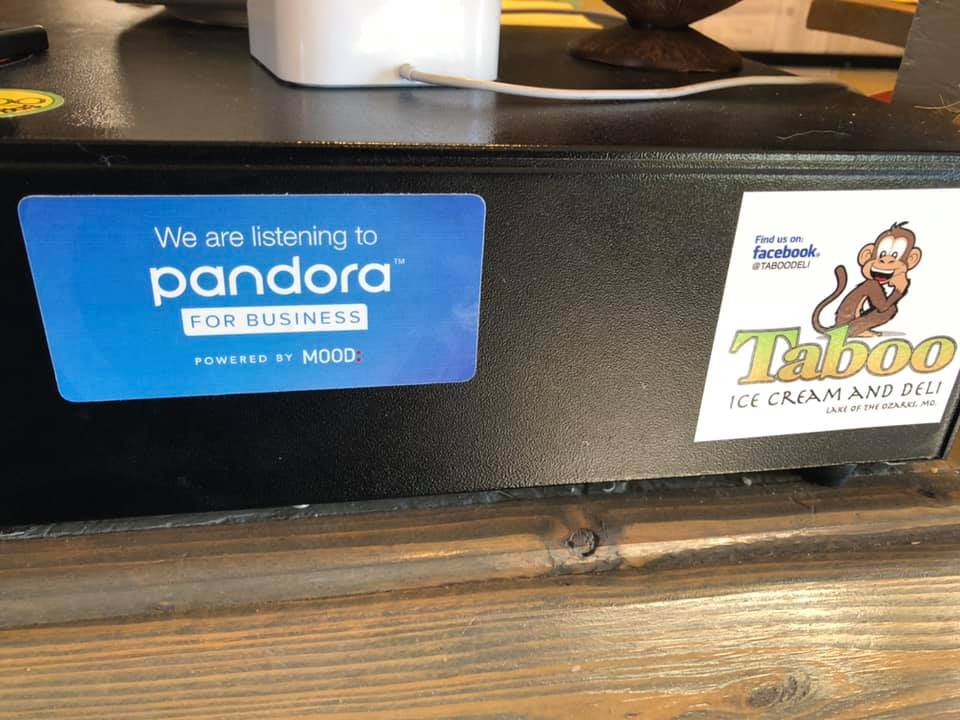 We are listening to
pandora™
FOR BUSINESS
POWERED BY MOOD:
Find us on:
facebook®
@TABOODELI
Taboo
ICE CREAM AND DELI
LAKE OF THE OZARKS, MO.